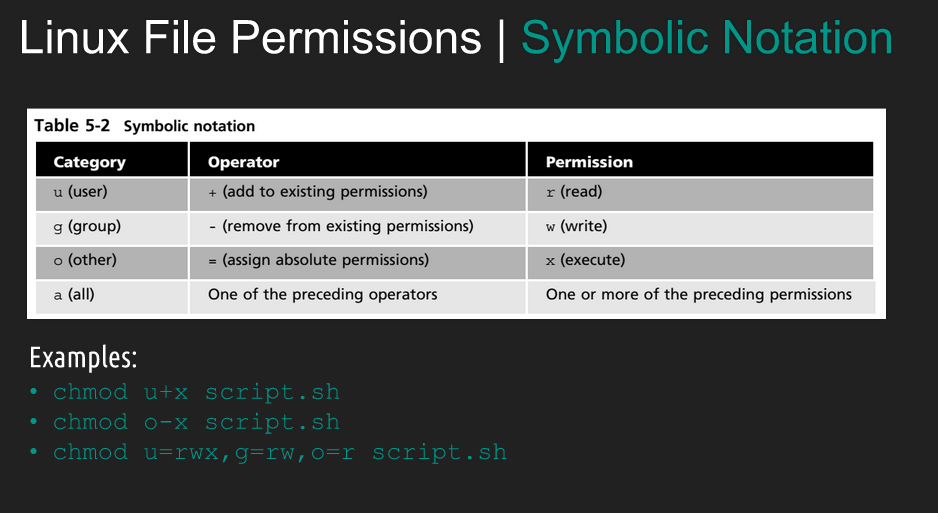 Linux File Permissions | Symbolic Notation
Table 5-2 Symbolic notation
Category Operator Permission
u (user) + (add to existing permissions) r (read)
g (group) - (remove from existing permissions) w (write)
o (other) = (assign absolute permissions) x (execute)
a (all) One of the preceding operators One or more of the preceding permissions
Examples:
• chmod u+x script.sh
• chmod o-x script.sh
• chmod u=rwx,g=rw,o=r script.sh